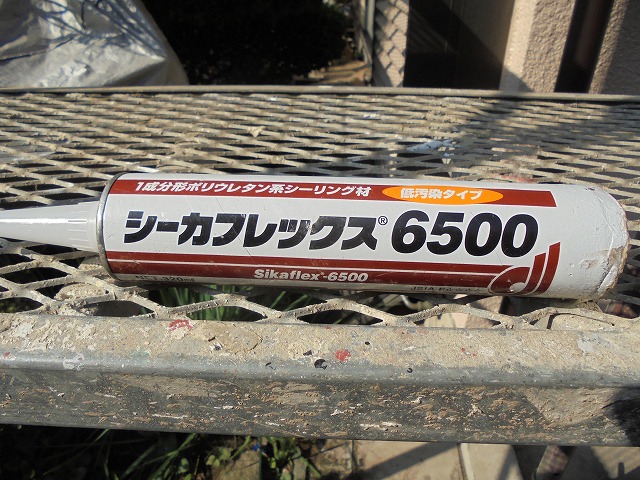 1成分形ポリウレタン系シーリング材 低汚染タイプ
シーカフレックス® 6500
Sikaflex®-6500
320ml